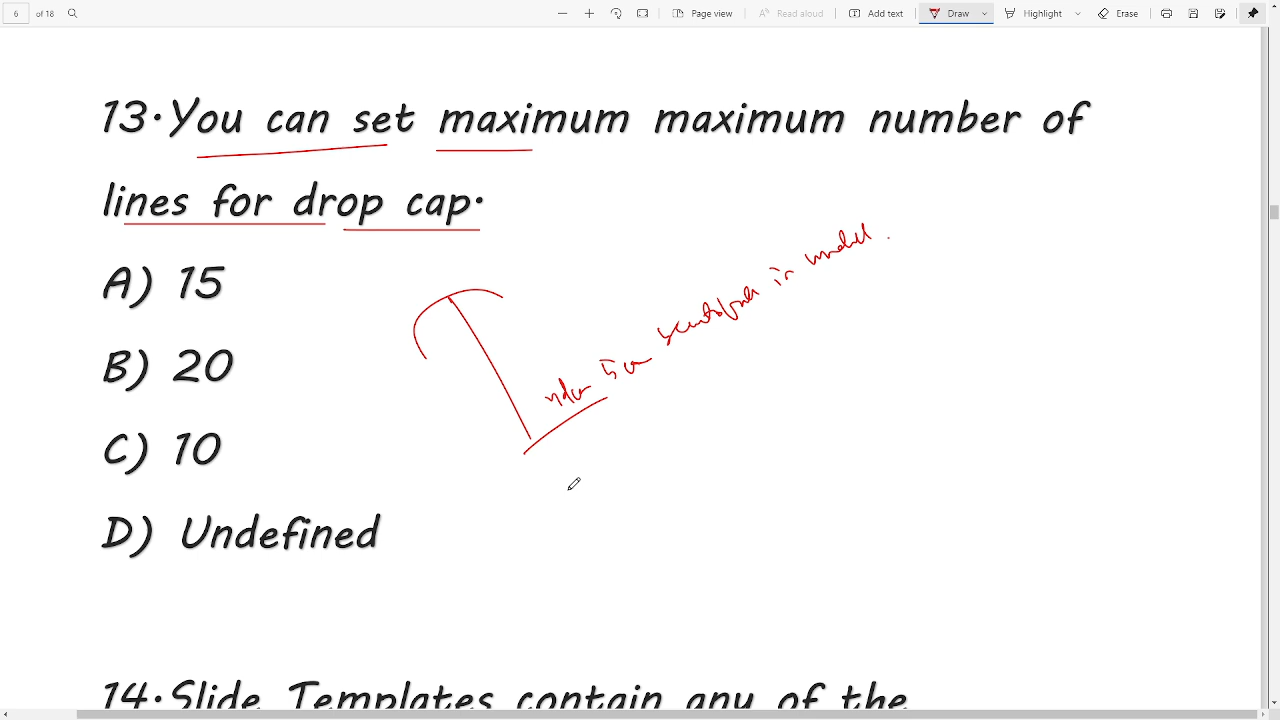 6 of 18 Page view Read aloud Add text Draw Highlight Erase
13.You can set maximum maximum number of
lines for drop cap.
A) 15
B) 20
C) 10
D) Undefined
in
14.Slide Templates contain any of the